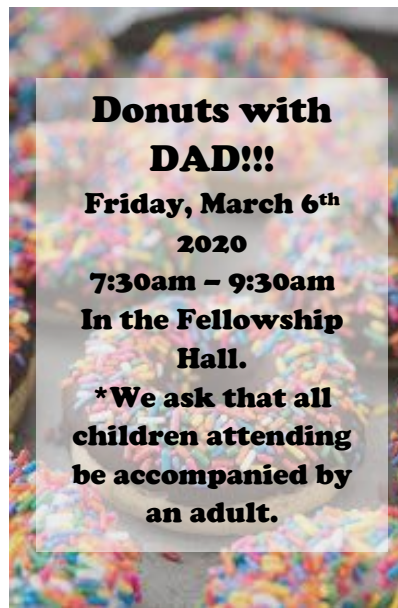 Donuts with
DAD!!!
Friday, March 6th
2020
7:30am – 9:30am
In the Fellowship
Hall.
*We ask that all
children attending
be accompanied by
an adult.